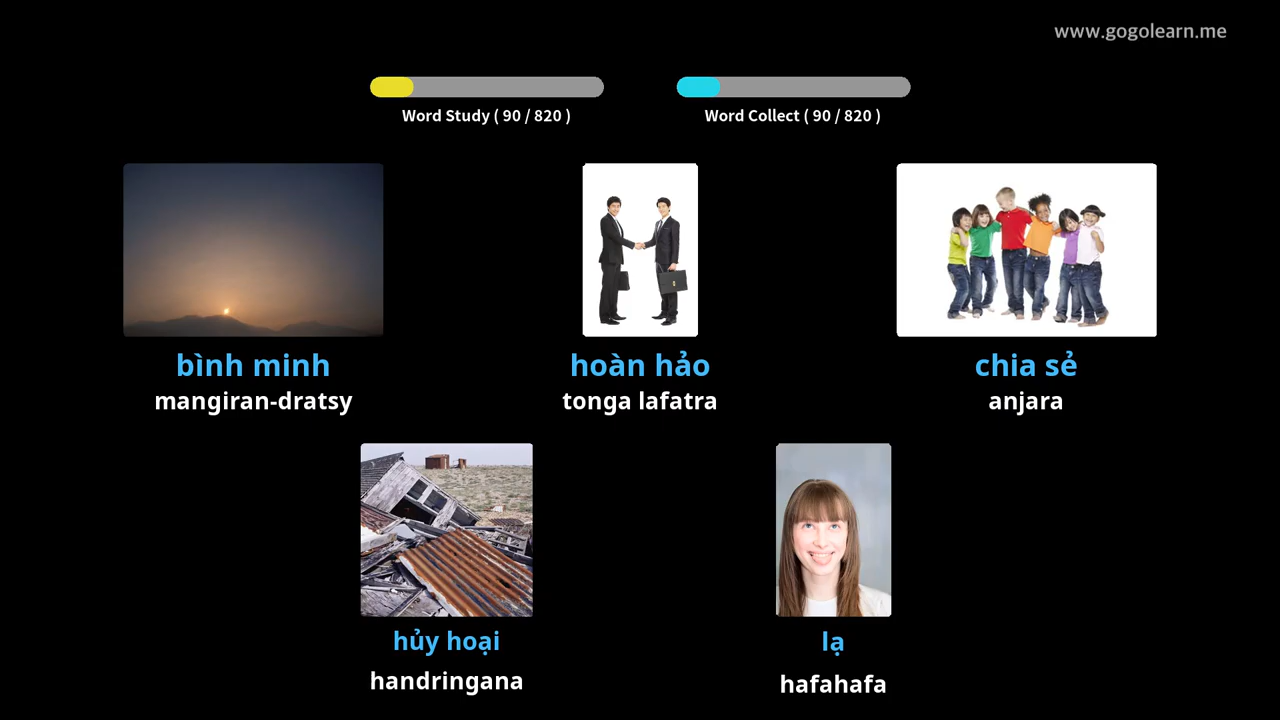 www.gogolearn.me
Word Study ( 90 / 820 )
Word Collect ( 90 / 820 )
bình minh
mangiran-dratsy
hoàn hảo
tonga lafatra
chia sẻ
anjara
hủy hoại
handringana
lạ
hafahafa